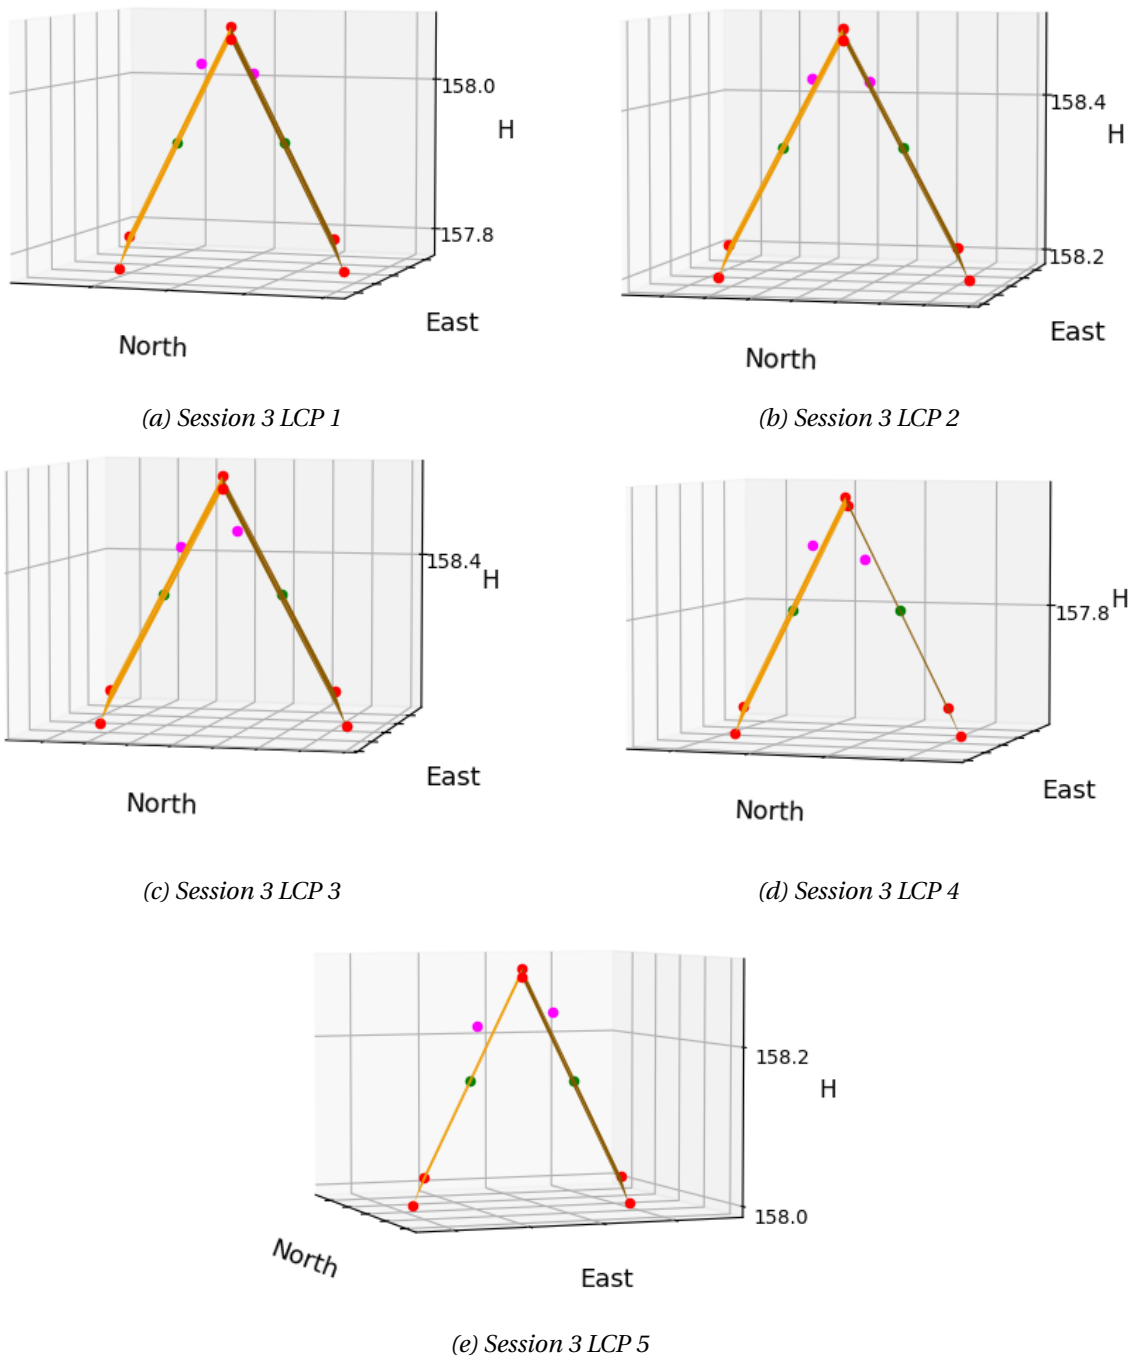 158.0
H
157.8
East
North
(a) Session 3 LCP 1
158.4
H
158.2
East
North
(b) Session 3 LCP 2
158.4
H
East
North
(c) Session 3 LCP 3
157.8
H
East
North
(d) Session 3 LCP 4
158.2
H
158.0
North
East
(e) Session 3 LCP 5